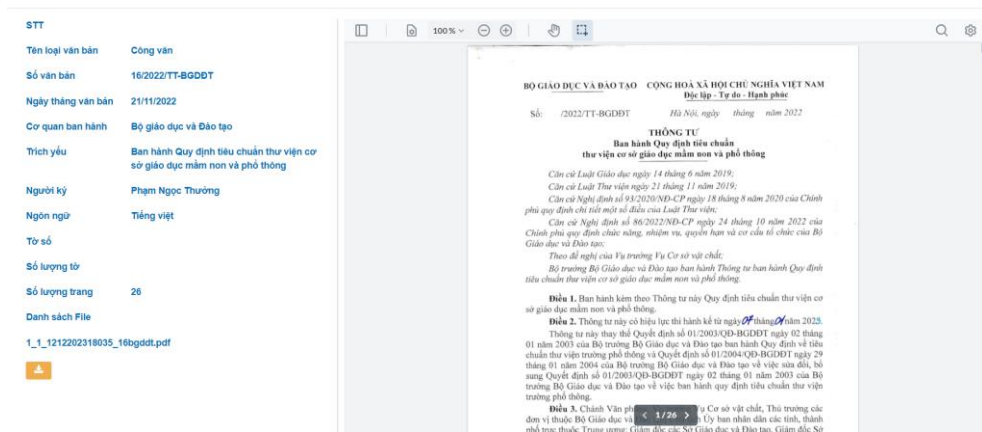 STT
Tên loại văn bản Công văn
Số văn bản 16/2022/TT-BGDĐT
Ngày tháng văn bản 21/11/2022
Cơ quan ban hành Bộ giáo dục và Đào tạo
Trích yếu Ban hành Quy định tiêu chuẩn thư viện cơ
sở giáo dục mầm non và phổ thông
Người ký Phạm Ngọc Thưởng
Ngôn ngữ Tiếng việt
Tờ số
Số lượng tờ
Số lượng trang 26
Danh sách File
1_1_1212202318035_16bgddt.pdf
100 %
BỘ GIÁO DỤC VÀ ĐÀO TẠO CỘNG HOÀ XÃ HỘI CHỦ NGHĨA VIỆT NAM
Độc lập - Tự do - Hạnh phúc
Số: /2022/TT-BGDĐT Hà Nội, ngày tháng năm 2022
THÔNG TƯ
Ban hành Quy định tiêu chuẩn
thư viện cơ sở giáo dục mầm non và phổ thông
Căn cứ Luật Giáo dục ngày 14 tháng 6 năm 2019;
Căn cứ Luật Thư viện ngày 21 tháng 11 năm 2019;
Căn cứ Nghị định số 93/2020/NĐ-CP ngày 18 tháng 8 năm 2020 của Chính
phủ quy định chi tiết một số điều của Luật Thư viện;
Căn cứ Nghị định số 86/2022/NĐ-CP ngày 24 tháng 10 năm 2022 của
Chính phủ quy định chức năng, nhiệm vụ, quyền hạn và cơ cấu tổ chức của Bộ
Giáo dục và Đào tạo;
Theo đề nghị của Vụ trưởng Vụ Cơ sở vật chất;
Bộ trưởng Bộ Giáo dục và Đào tạo ban hành Thông tư ban hành Quy định
tiêu chuẩn thư viện cơ sở giáo dục mầm non và phổ thông.
Điều 1. Ban hành kèm theo Thông tư này Quy định tiêu chuẩn thư viện cơ
sở giáo dục mầm non và phổ thông.
Điều 2. Thông tư này có hiệu lực thi hành kể từ ngày tháng năm 2023.
Thông tư này thay thế Quyết định số 01/2003/QĐ-BGDĐT ngày 02 tháng
01 năm 2003 của Bộ trưởng Bộ Giáo dục và Đào tạo ban hành Quy định về tiêu
chuẩn thư viện trường phổ thông và Quyết định số 01/2004/QĐ-BGDĐT ngày 29
tháng 01 năm 2004 của Bộ trưởng Bộ Giáo dục và Đào tạo về việc sửa đổi, bổ
sung Quyết định số 01/2003/QĐ-BGDĐT ngày 02 tháng 01 năm 2003 của Bộ
trưởng Bộ Giáo dục và Đào tạo về việc ban hành quy định tiêu chuẩn thư viện
trường phổ thông.
Điều 3. Chánh Văn Vụ Cơ sở vật chất, Thủ trưởng các
đơn vị thuộc Bộ Giáo dục và Ủy ban nhân dân các tỉnh, thành
phố trực thuộc Trung ương; Giám đốc các Sở Giáo dục và Đào tạo, Giám đốc Sở
1/26